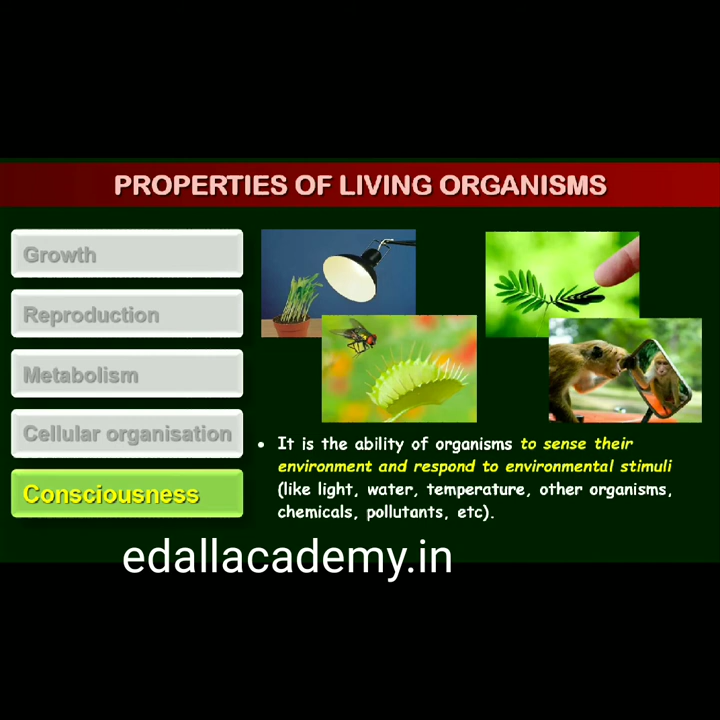 PROPERTIES OF LIVING ORGANISMS
Growth
Reproduction
Metabolism
Cellular organisation
Consciousness
• It is the ability of organisms to sense their
environment and respond to environmental stimuli
(like light, water, temperature, other organisms,
chemicals, pollutants, etc).
edallacademy.in